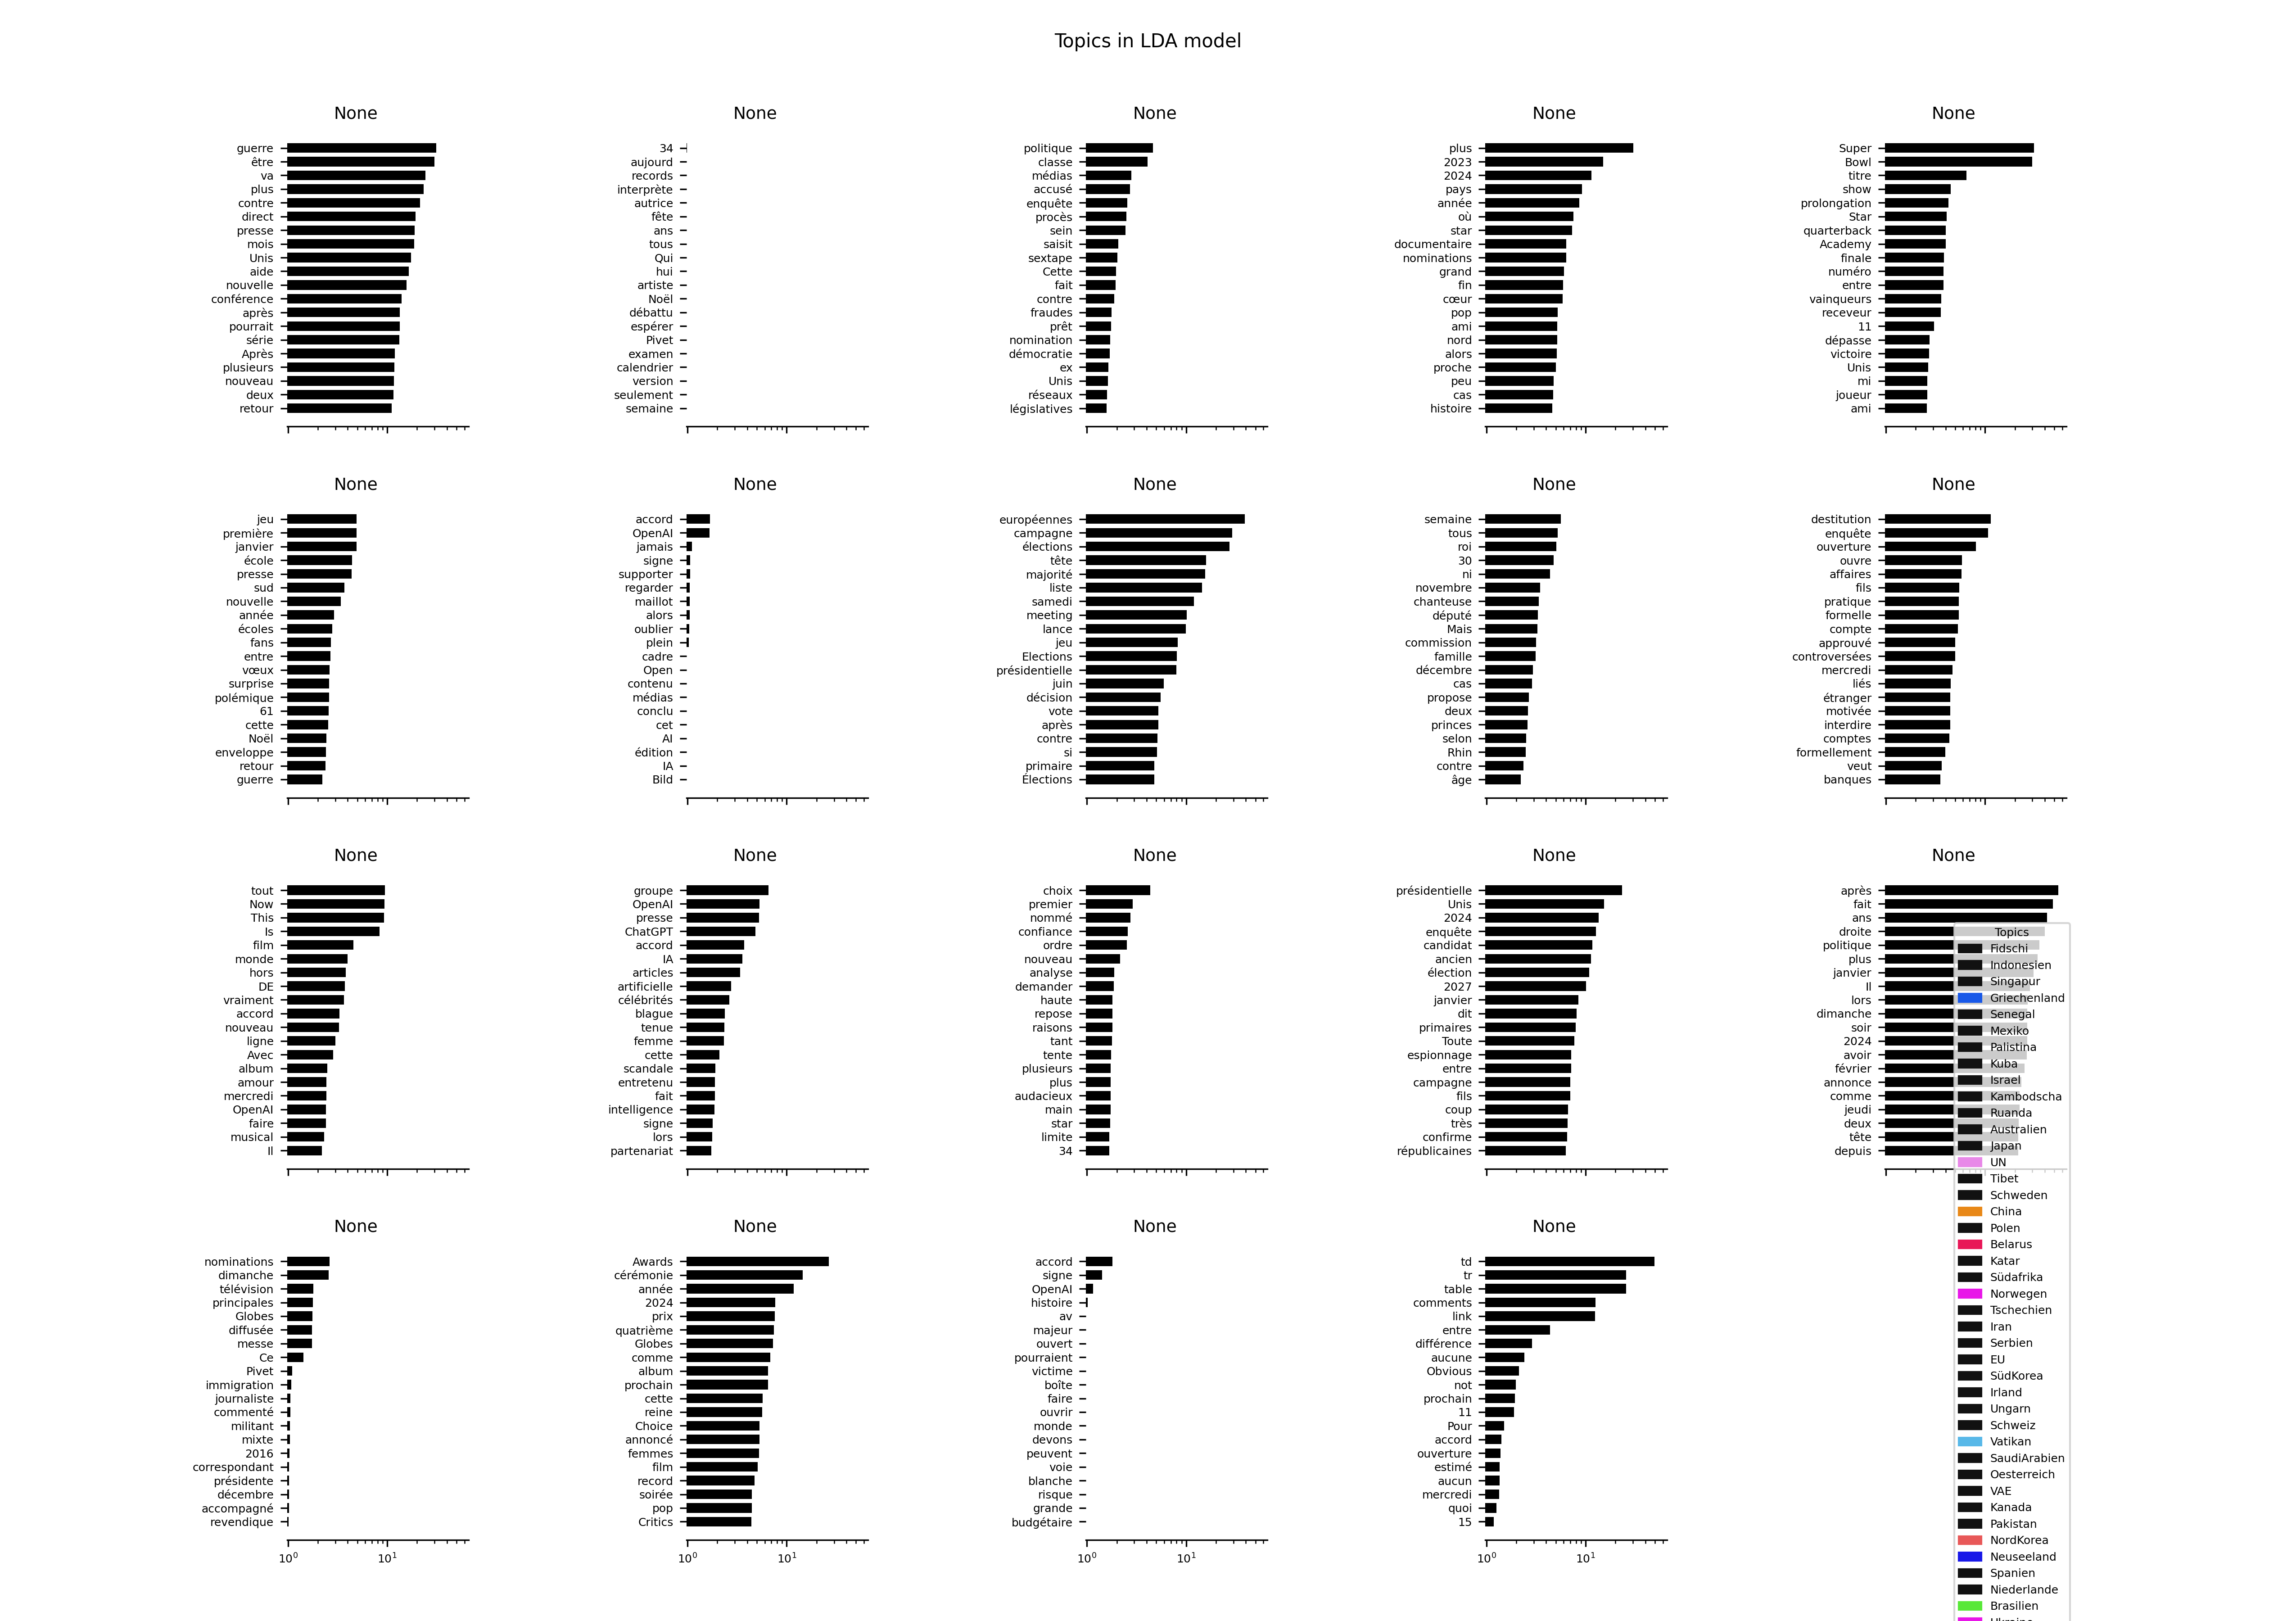 Topics in LDA model
None
guerre
être
va
plus
contre
direct
presse
mois
Unis
aide
nouvelle
conférence
après
pourrait
série
Après
plusieurs
nouveau
deux
retour
None
34
aujourd
records
interprète
autrice
fête
ans
tous
Qui
hui
artiste
Noël
débattu
espérer
Pivet
examen
calendrier
version
seulement
semaine
None
politique
classe
médias
accusé
enquête
procès
sein
saisit
sextape
Cette
fait
contre
fraudes
prêt
nomination
démocratie
ex
Unis
réseaux
législatives
None
plus
2023
2024
pays
année
où
star
documentaire
nominations
grand
fin
cœur
pop
ami
nord
alors
proche
peu
cas
histoire
None
Super
Bowl
titre
show
prolongation
Star
quarterback
Academy
finale
numéro
entre
vainqueurs
receveur
11
dépasse
victoire
Unis
mi
joueur
ami
None
jeu
première
janvier
école
presse
sud
nouvelle
année
écoles
fans
entre
vœux
surprise
polémique
61
cette
Noël
enveloppe
retour
guerre
None
accord
OpenAI
jamais
signe
supporter
regarder
maillot
alors
oublier
plein
cadre
Open
contenu
médias
conclu
cet
AI
édition
IA
Bild
None
européennes
campagne
élections
tête
majorité
liste
samedi
meeting
lance
jeu
Elections
présidentielle
juin
décision
vote
après
contre
si
primaire
Élections
None
semaine
tous
roi
30
ni
novembre
chanteuse
député
Mais
commission
famille
décembre
cas
propose
deux
princes
selon
Rhin
contre
âge
None
destitution
enquête
ouverture
ouvre
affaires
fils
pratique
formelle
compte
approuvé
controversées
mercredi
liés
étranger
motivée
interdire
comptes
formellement
veut
banques
None
tout
Now
This
Is
film
monde
hors
DE
vraiment
accord
nouveau
ligne
Avec
album
amour
mercredi
OpenAI
faire
musical
Il
None
groupe
OpenAI
presse
ChatGPT
accord
IA
articles
artificielle
célébrités
blague
tenue
femme
cette
scandale
entretenu
fait
intelligence
signe
lors
partenariat
None
choix
premier
nommé
confiance
ordre
nouveau
analyse
demander
haute
repose
raisons
tant
tente
plusieurs
plus
audacieux
main
star
limite
34
None
présidentielle
Unis
2024
enquête
candidat
ancien
élection
2027
janvier
dit
primaires
Toute
espionnage
entre
campagne
fils
coup
très
confirme
républicaines
None
après
fait
ans
droite
politique
plus
janvier
Il
lors
dimanche
soir
2024
avoir
février
annonce
comme
jeudi
deux
tête
depuis
None
nominations
dimanche
télévision
principales
Globes
diffusée
messe
Ce
Pivet
immigration
journaliste
commenté
militant
mixte
2016
correspondant
présidente
décembre
accompagné
revendique
10⁰ 10¹
None
Awards
cérémonie
année
2024
prix
quatrième
Globes
comme
album
prochain
cette
reine
Choice
annoncé
femmes
film
record
soirée
pop
Critics
10⁰ 10¹
None
accord
signe
OpenAI
histoire
av
majeur
ouvert
pourraient
victime
boîte
faire
ouvrir
monde
devons
peuvent
voie
blanche
risque
grande
budgétaire
10⁰ 10¹
None
td
tr
table
comments
link
entre
différence
aucune
Obvious
not
prochain
11
Pour
accord
ouverture
estimé
aucun
mercredi
quoi
15
10⁰ 10¹
Topics
Fidschi
Indonesien
Singapur
Griechenland
Senegal
Mexiko
Palistina
Kuba
Israel
Kambodscha
Ruanda
Australien
Japan
UN
Tibet
Schweden
China
Polen
Belarus
Katar
Südafrika
Norwegen
Tschechien
Iran
Serbien
EU
SüdKorea
Irland
Ungarn
Schweiz
Vatikan
SaudiArabien
Oesterreich
VAE
Kanada
Pakistan
NordKorea
Neuseeland
Spanien
Niederlande
Brasilien